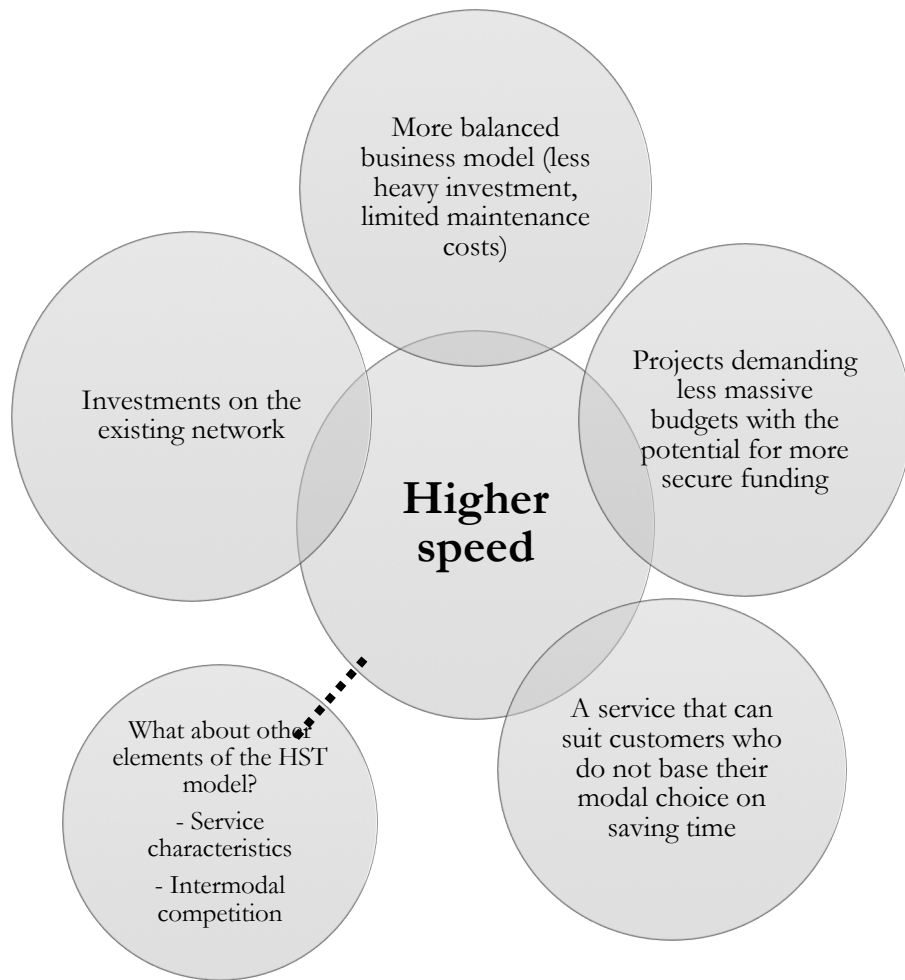 More balanced
business model (less
heavy investment,
limited maintenance
costs)
Investments on the
existing network
Projects demanding
less massive
budgets with the
potential for more
secure funding
Higher
speed
What about other
elements of the HST
model?
- Service
characteristics
- Intermodal
competition
A service that can
suit customers who
do not base their
modal choice on
saving time